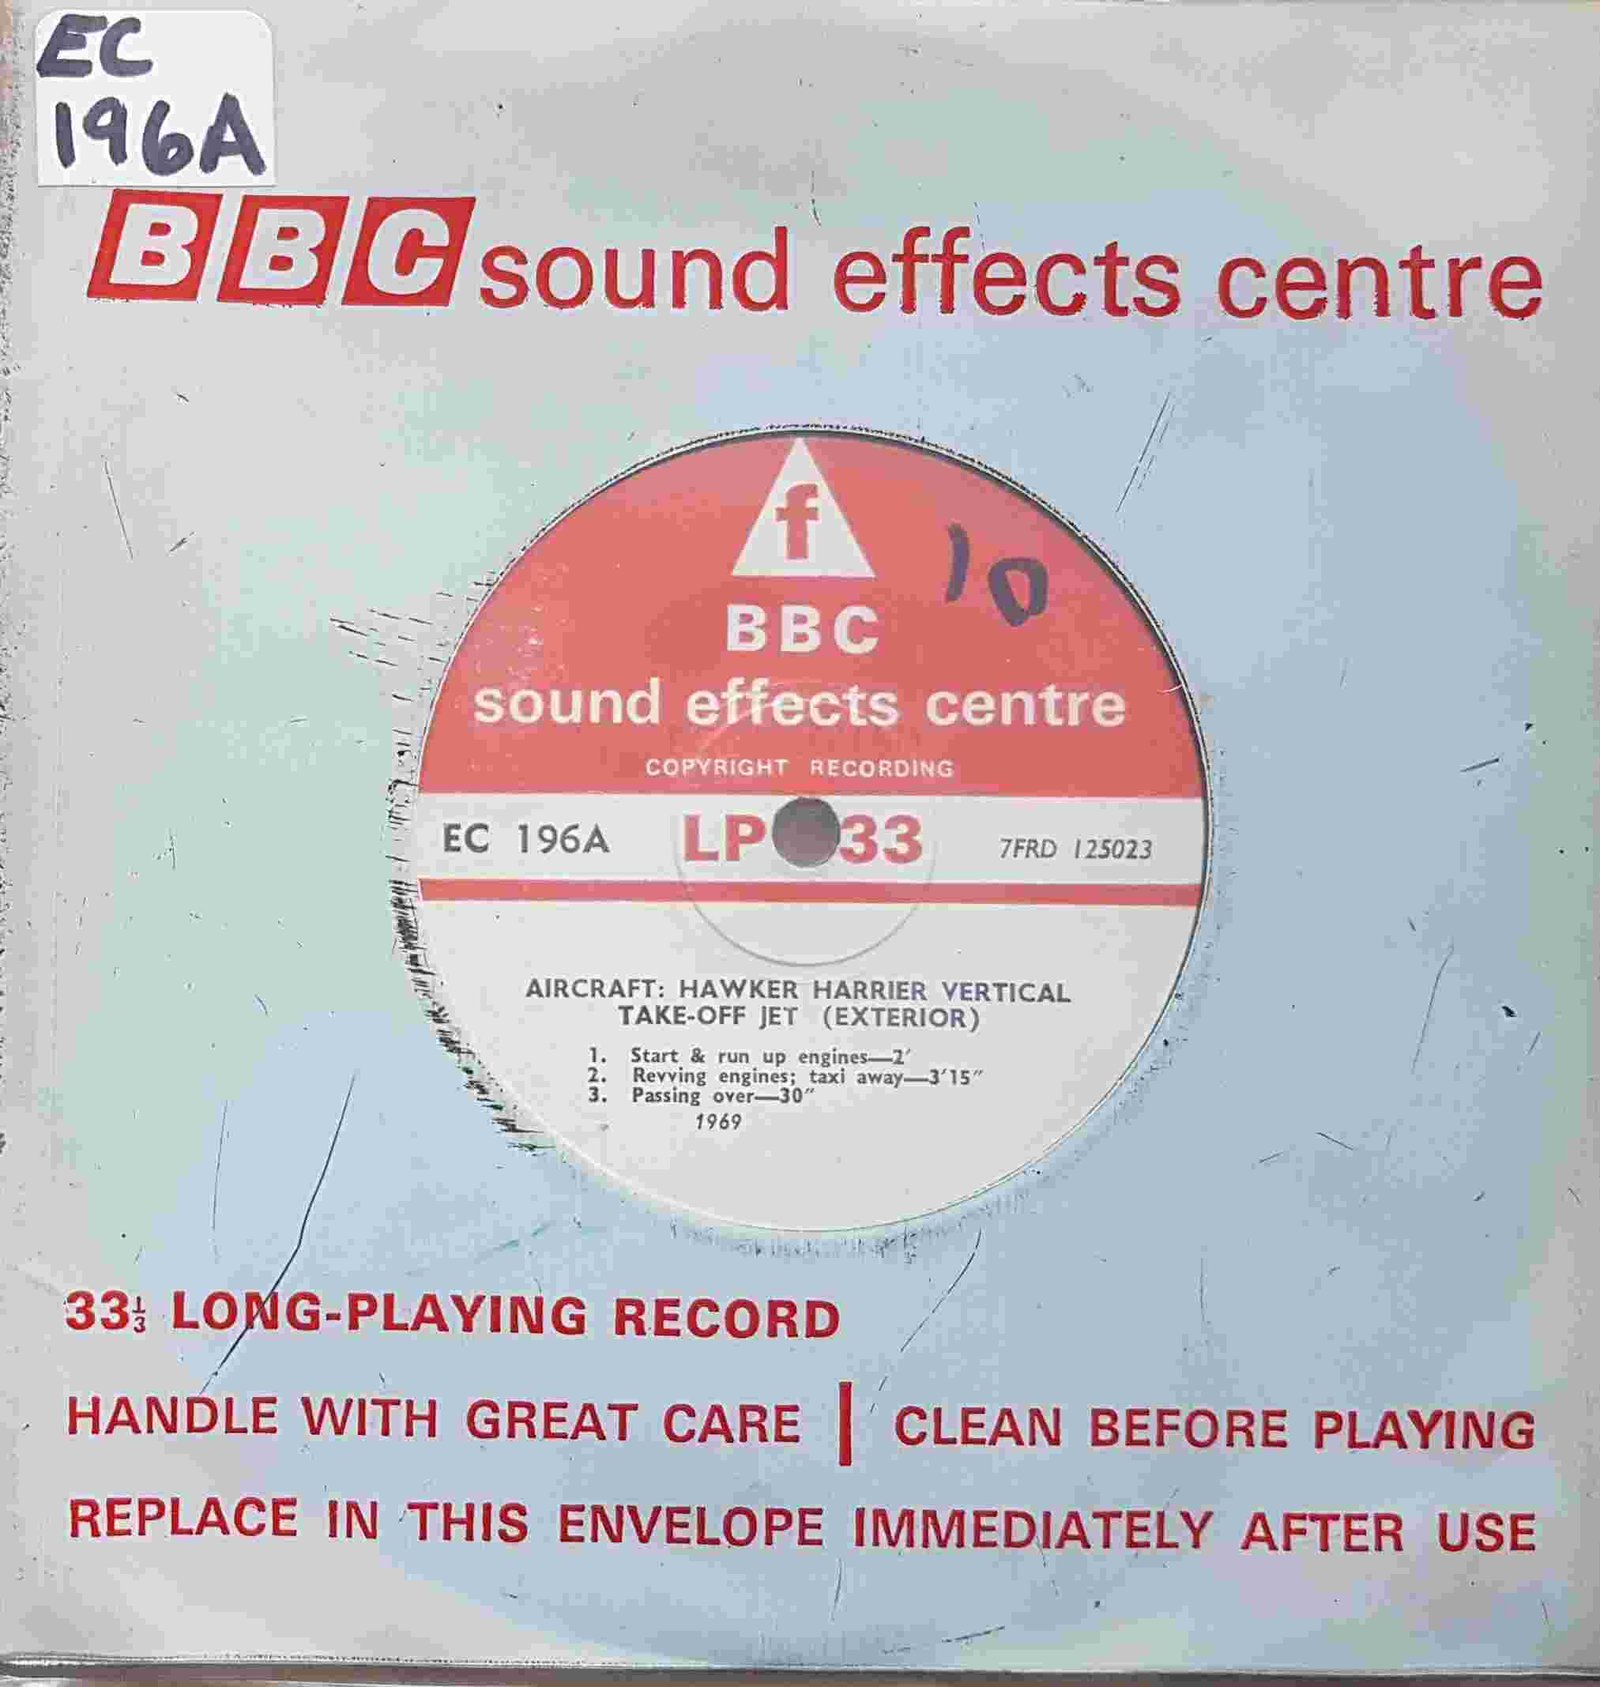 EC
196A
BBC sound effects centre
f
10
BBC
sound effects centre
COPYRIGHT RECORDING
EC 196A LP 33 7FRD 125023
AIRCRAFT: HAWKER HARRIER VERTICAL
TAKE-OFF JET (EXTERIOR)
1. Start & run up engines—2′
2. Revving engines; taxi away—3′15″
3. Passing over—30″
1969
33⅓ LONG-PLAYING RECORD
HANDLE WITH GREAT CARE | CLEAN BEFORE PLAYING
REPLACE IN THIS ENVELOPE IMMEDIATELY AFTER USE